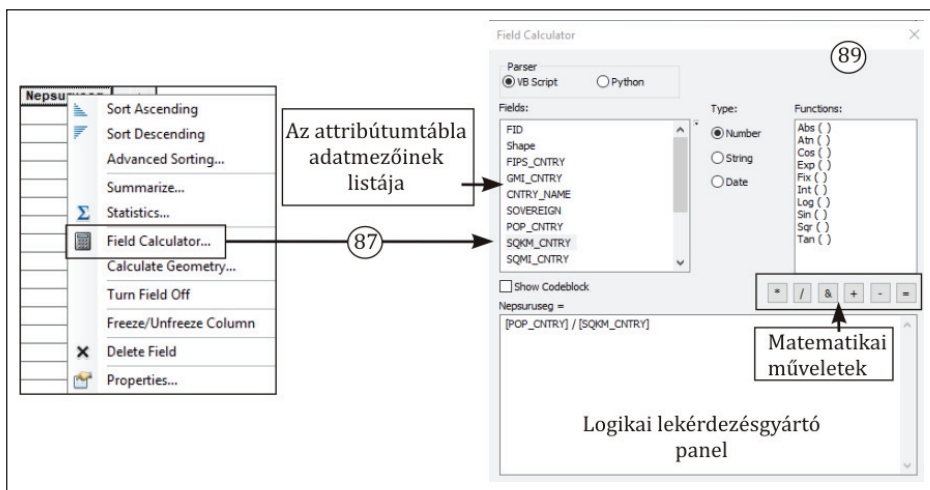 Nepsuruseg
Sort Ascending
Sort Descending
Advanced Sorting...
Summarize...
Σ Statistics...
Field Calculator...
Calculate Geometry...
Turn Field Off
Freeze/Unfreeze Column
Delete Field
Properties...
87
Az attribútumtábla
adatmezőinek
listája
Field Calculator
89
Parser
VB Script Python
Fields:
FID
Shape
FIPS_CNTRY
GMI_CNTRY
CNTRY_NAME
SOVEREIGN
POP_CNTRY
SQKM_CNTRY
SQMI_CNTRY
Type:
Number
String
Date
Functions:
Abs ( )
Atn ( )
Cos ( )
Exp ( )
Fix ( )
Int ( )
Log ( )
Sin ( )
Sqr ( )
Tan ( )
Show Codeblock
* / & + - =
Nepsuruseg =
[POP_CNTRY] / [SQKM_CNTRY]
Matematikai
műveletek
Logikai lekérdezésgyártó
panel